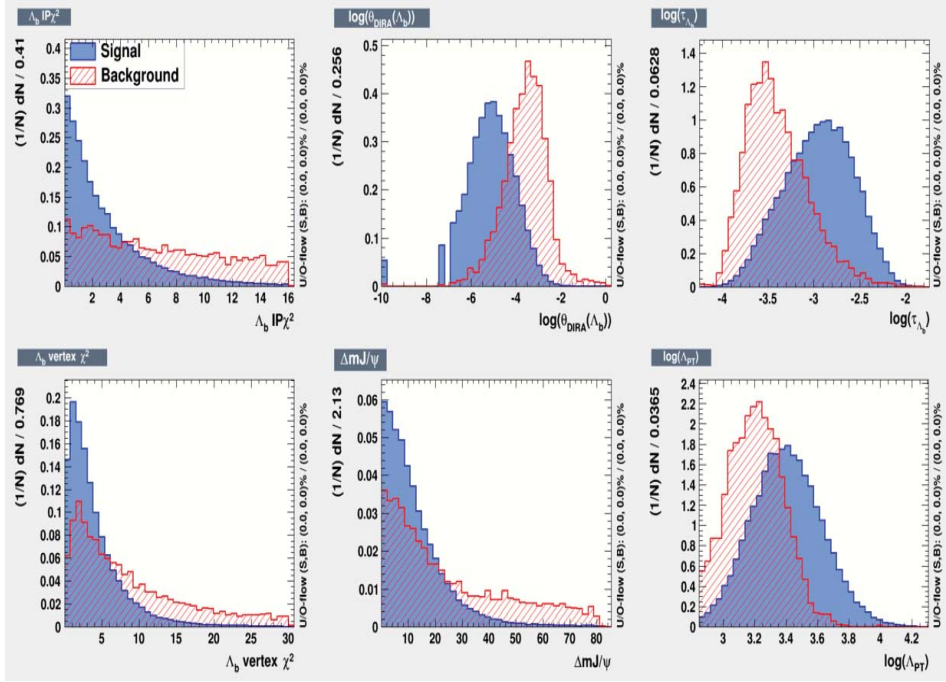 Λb IPχ²
(1/N) dN / 0.41
0.4
0.35
0.3
0.25
0.2
0.15
0.1
0.05
0
Signal
Background
2 4 6 8 10 12 14 16
Λb IPχ²
U/O-flow (S,B): (0.0, 0.0)% / (0.0, 0.0)%
log(θDIRA(Λb))
(1/N) dN / 0.256
0.5
0.4
0.3
0.2
0.1
0
-10 -8 -6 -4 -2 0
log(θDIRA(Λb))
U/O-flow (S,B): (0.0, 0.0)% / (0.0, 0.0)%
log(τΛb)
(1/N) dN / 0.0628
1.4
1.2
1
0.8
0.6
0.4
0.2
0
-4 -3.5 -3 -2.5 -2
log(τΛb)
U/O-flow (S,B): (0.0, 0.0)% / (0.0, 0.0)%
Λb vertex χ²
(1/N) dN / 0.769
0.2
0.18
0.16
0.14
0.12
0.1
0.08
0.06
0.04
0.02
0
5 10 15 20 25 30
Λb vertex χ²
U/O-flow (S,B): (0.0, 0.0)% / (0.0, 0.0)%
ΔmJ/ψ
(1/N) dN / 2.13
0.06
0.05
0.04
0.03
0.02
0.01
0
10 20 30 40 50 60 70 80
ΔmJ/ψ
U/O-flow (S,B): (0.0, 0.0)% / (0.0, 0.0)%
log(ΛPT)
(1/N) dN / 0.0365
2.4
2.2
2
1.8
1.6
1.4
1.2
1
0.8
0.6
0.4
0.2
0
3 3.2 3.4 3.6 3.8 4 4.2
log(ΛPT)
U/O-flow (S,B): (0.0, 0.0)% / (0.0, 0.0)%